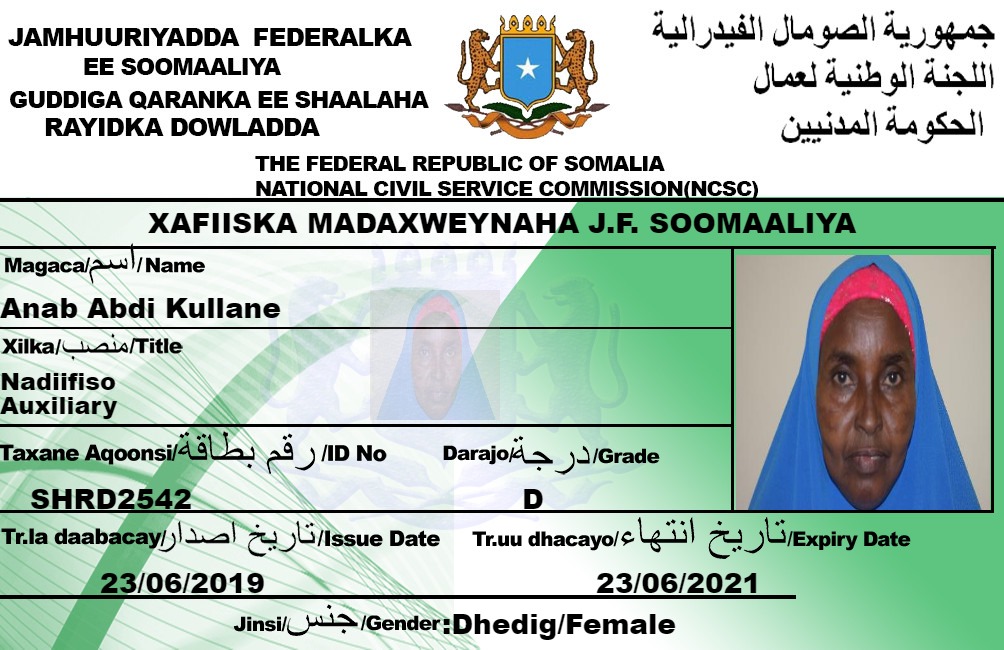 JAMHUURIYADDA FEDERALKA
EE SOOMAALIYA
GUDDIGA QARANKA EE SHAALAHA
RAYIDKA DOWLADDA
جمهورية الصومال الفيدرالية
اللجنة الوطنية لعمال
الحكومة المدنيين
THE FEDERAL REPUBLIC OF SOMALIA
NATIONAL CIVIL SERVICE COMMISSION(NCSC)
XAFIISKA MADAXWEYNAHA J.F. SOOMAALIYA
Magaca/اسم/Name
Anab Abdi Kullane
Xilka/منصب/Title
Nadiifiso
Auxiliary
Taxane Aqoonsi/رقم بطاقة/ID No
Darajo/درجة/Grade
SHRD2542
D
Tr.la daabacay/تاريخ اصدار/Issue Date
Tr.uu dhacayo/تاريخ انتهاء/Expiry Date
23/06/2019
23/06/2021
Jinsi/جنس/Gender:Dhedig/Female